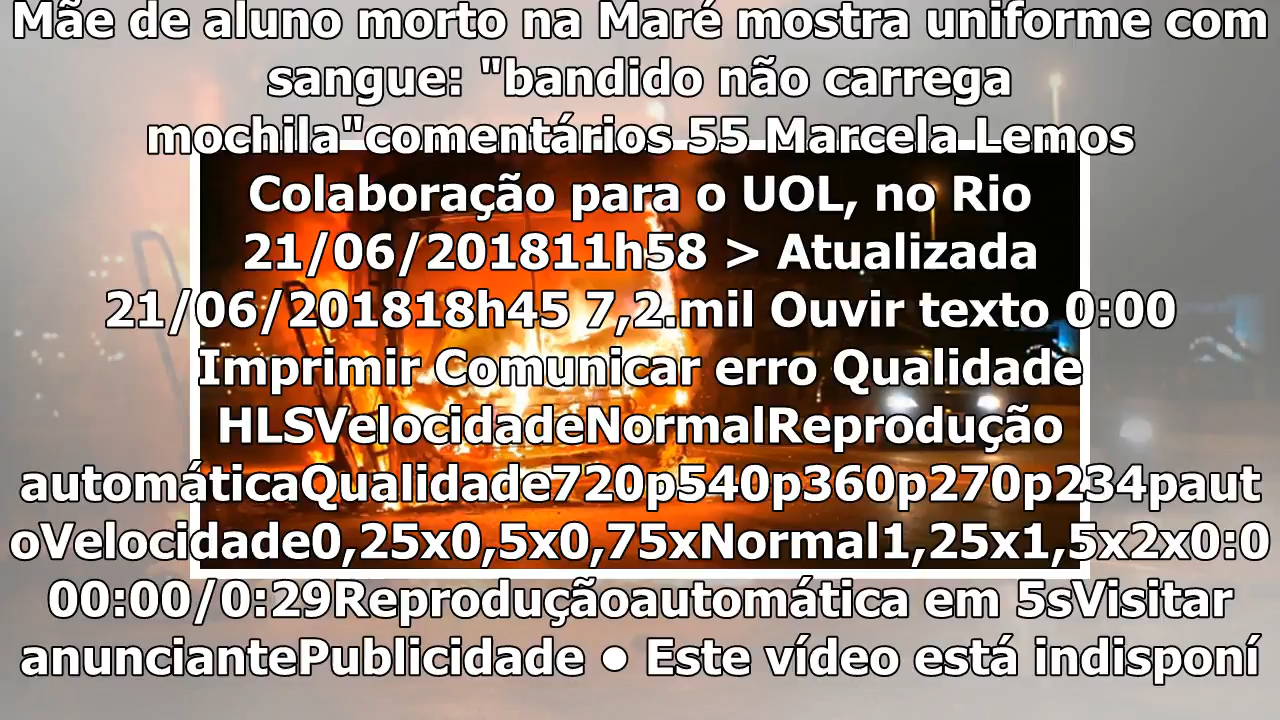 Mãe de aluno morto na Maré mostra uniforme com
sangue: "bandido não carrega
mochila"comentários 55 Marcela Lemos
Colaboração para o UOL, no Rio
21/06/201811h58 > Atualizada
21/06/201818h45 7,2.mil Ouvir texto 0:00
Imprimir Comunicar erro Qualidade
HLSVelocidadeNormalReprodução
automáticaQualidade720p540p360p270p234paut
oVelocidade0,25x0,5x0,75xNormal1,25x1,5x2x0:0
00:00/0:29Reproduçãoautomática em 5sVisitar
anunciantePublicidade • Este vídeo está indisponí